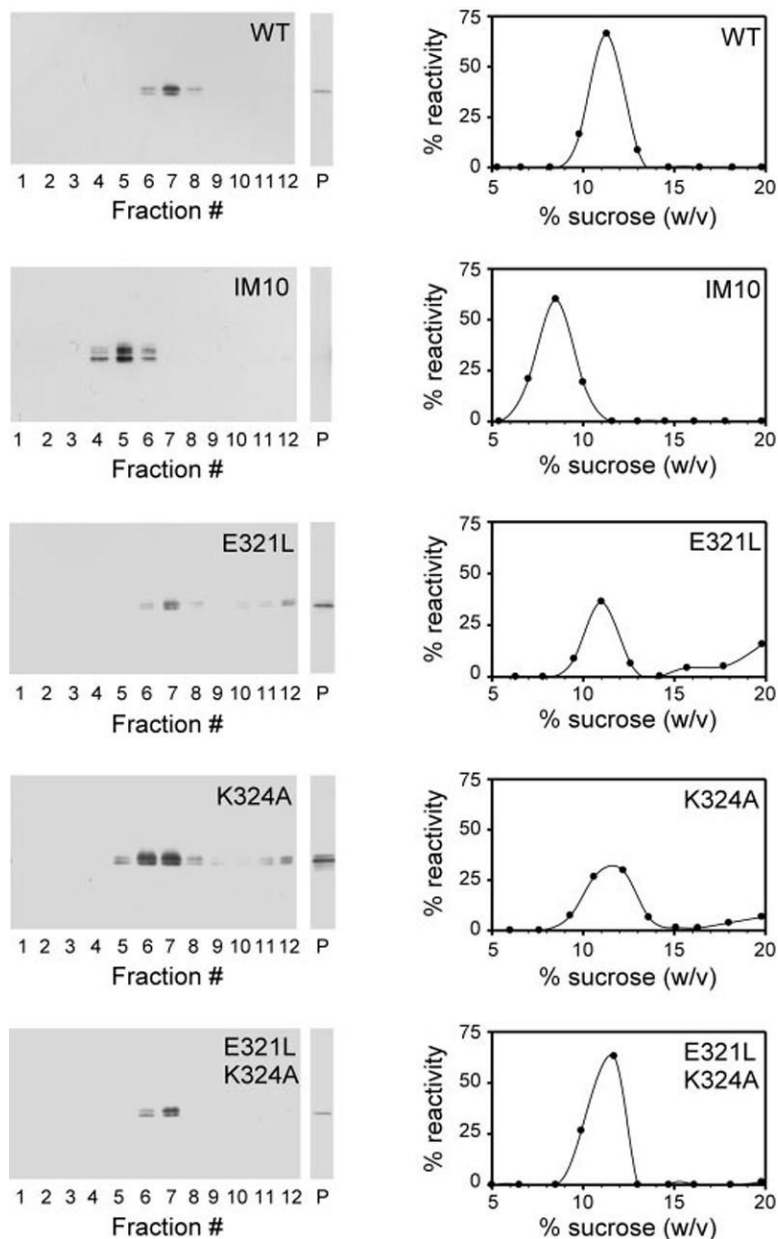 WT
1 2 3 4 5 6 7 8 9 10 11 12 P
Fraction #
75
50
25
0
% reactivity
WT
5 10 15 20
% sucrose (w/v)
IM10
1 2 3 4 5 6 7 8 9 10 11 12 P
Fraction #
75
50
25
0
% reactivity
IM10
5 10 15 20
% sucrose (w/v)
E321L
1 2 3 4 5 6 7 8 9 10 11 12 P
Fraction #
75
50
25
0
% reactivity
E321L
5 10 15 20
% sucrose (w/v)
K324A
1 2 3 4 5 6 7 8 9 10 11 12 P
Fraction #
75
50
25
0
% reactivity
K324A
5 10 15 20
% sucrose (w/v)
E321L
K324A
1 2 3 4 5 6 7 8 9 10 11 12 P
Fraction #
75
50
25
0
% reactivity
E321L
K324A
5 10 15 20
% sucrose (w/v)